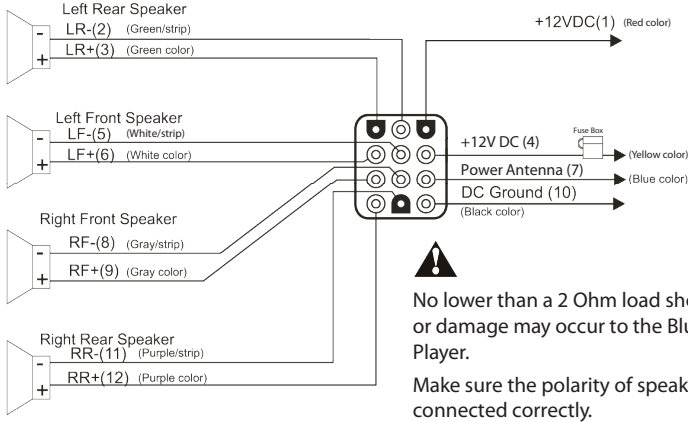 Left Rear Speaker
LR-(2) (Green/strip)
LR+(3) (Green color)
+12VDC(1) (Red color)
Left Front Speaker
LF-(5) (White/strip)
LF+(6) (White color)
+12V DC (4)
Fuse Box
(Yellow color)
Power Antenna (7)
(Blue color)
DC Ground (10)
(Black color)
Right Front Speaker
RF-(8) (Gray/strip)
RF+(9) (Gray color)
Right Rear Speaker
RR-(11) (Purple/strip)
RR+(12) (Purple color)
- +
- +
- +
- +
No lower than a 2 Ohm load
or damage may occur to the
Player.
Make sure the polarity of
connected correctly.